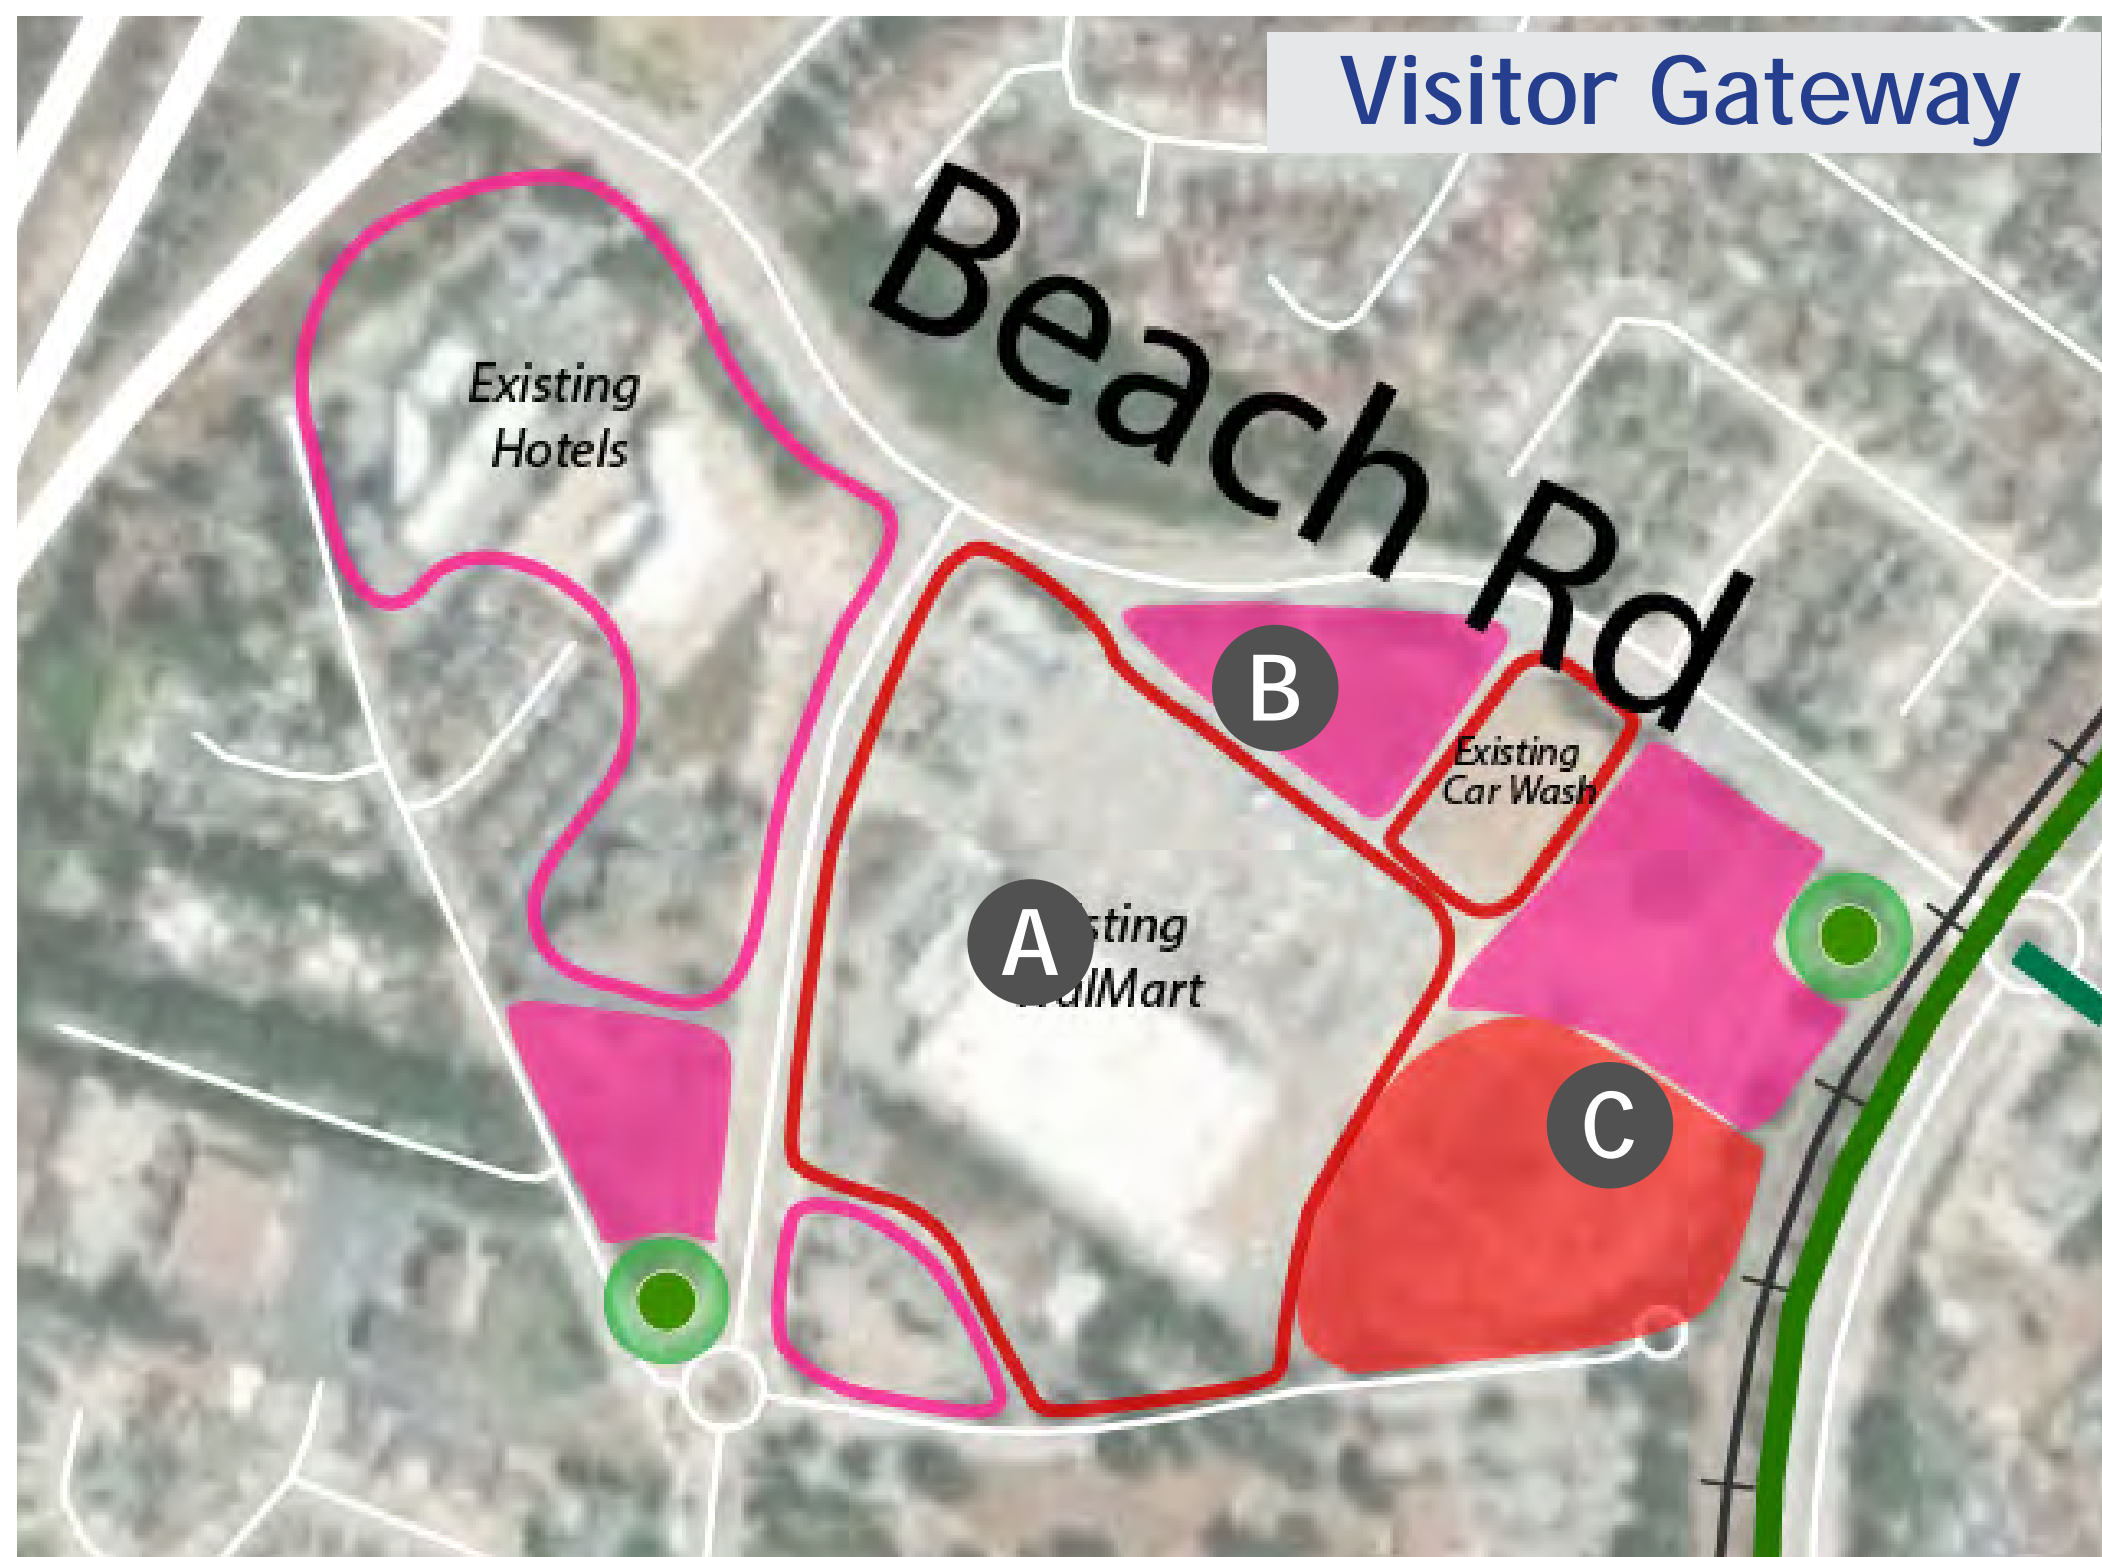 Visitor Gateway
Beach Rd
Existing
Hotels
B
Existing
Car Wash
A
C